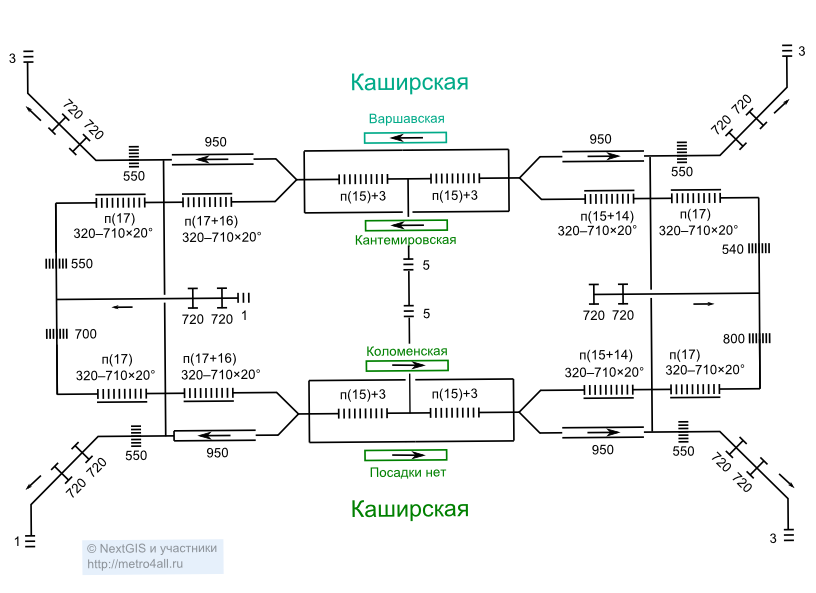 3
3
Каширская
720
720
720
720
Варшавская
950
950
550
550
п(15)+3
п(15)+3
п(17)
320–710×20°
п(17+16)
320–710×20°
п(15+14)
320–710×20°
п(17)
320–710×20°
Кантемировская
550
5
540
720
720
1
5
720
720
700
800
Коломенская
п(17)
320–710×20°
п(17+16)
320–710×20°
п(15+14)
320–710×20°
п(17)
320–710×20°
п(15)+3
п(15)+3
550
950
950
550
720
720
720
720
Посадки нет
Каширская
1
3
© NextGIS и участники
http://metro4all.ru